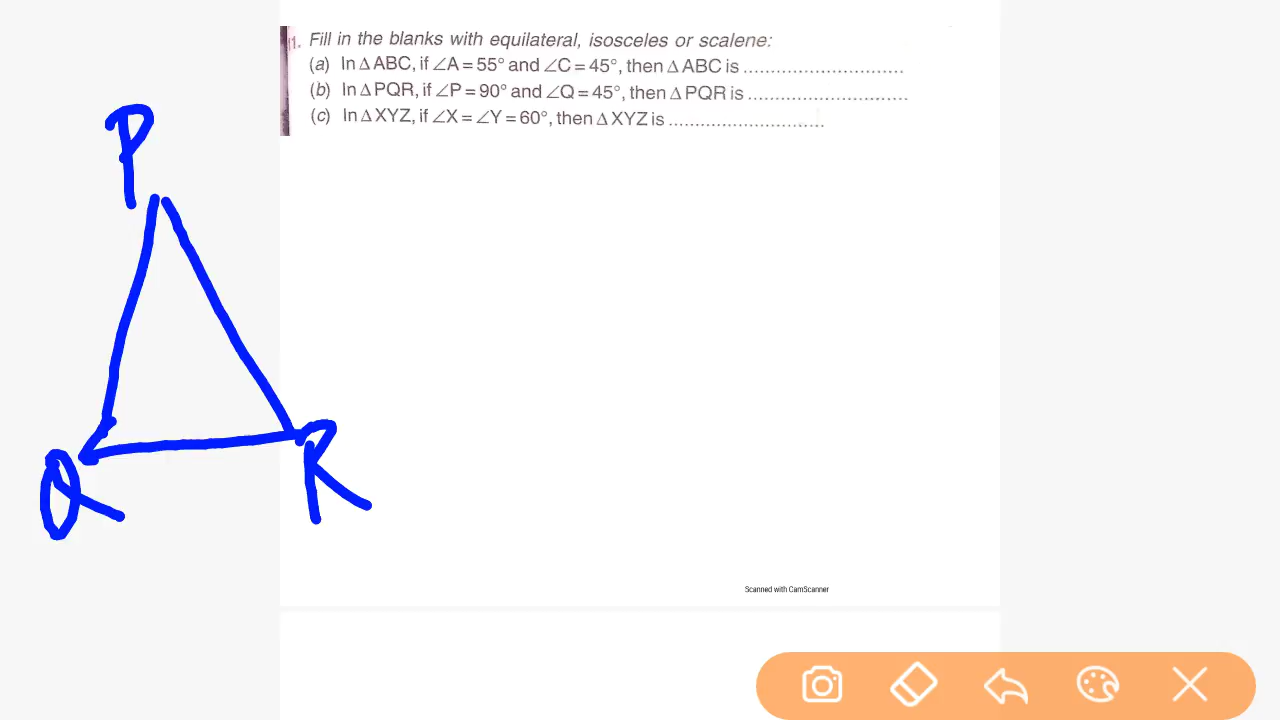 11. Fill in the blanks with equilateral, isosceles or scalene:
(a) In Δ ABC, if ∠A = 55° and ∠C = 45°, then Δ ABC is ..............................
(b) In Δ PQR, if ∠P = 90° and ∠Q = 45°, then Δ PQR is ..............................
(c) In Δ XYZ, if ∠X = ∠Y = 60°, then Δ XYZ is ..............................
P
Q
R
Scanned with CamScanner